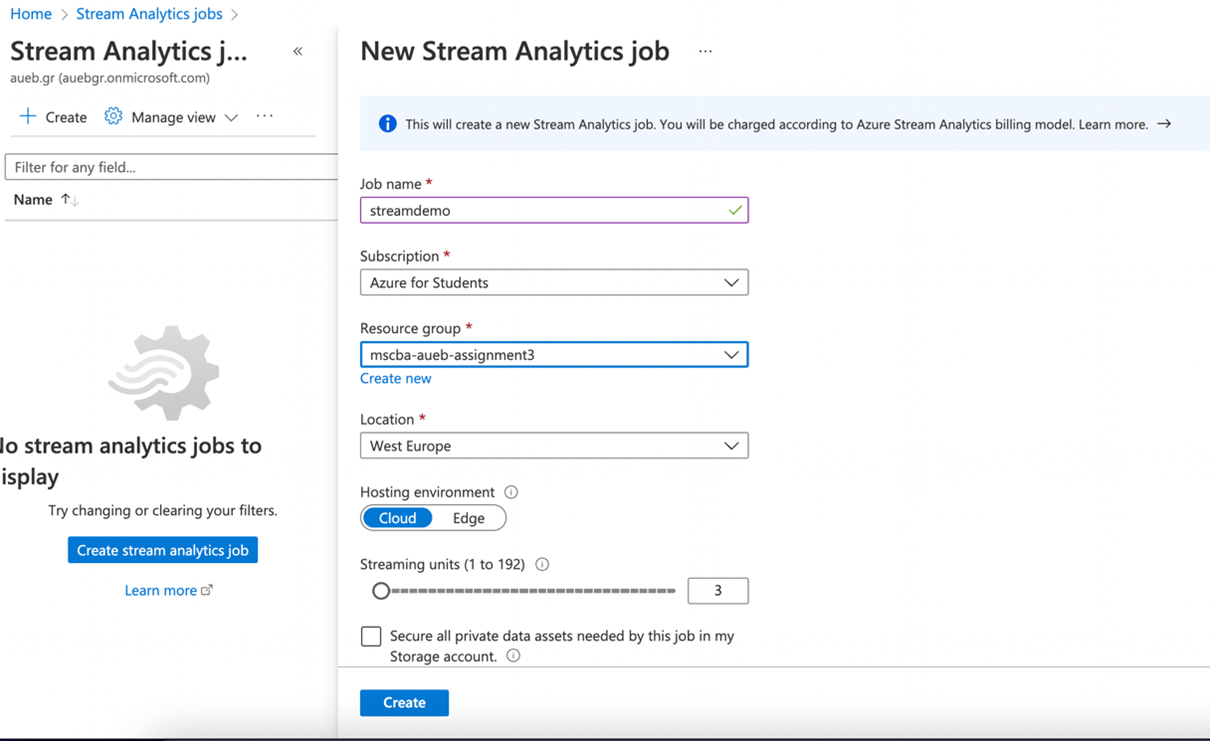 Home > Stream Analytics jobs >
Stream Analytics j... «
aueb.gr (auebgr.onmicrosoft.com)
+ Create Manage view ...
Filter for any field...
Name ↑↓
No stream analytics jobs to
isplay
Try changing or clearing your filters.
Create stream analytics job
Learn more
New Stream Analytics job ...
This will create a new Stream Analytics job. You will be charged according to Azure Stream Analytics billing model. Learn more. →
Job name *
streamdemo
Subscription *
Azure for Students
Resource group *
mscba-aueb-assignment3
Create new
Location *
West Europe
Hosting environment
Cloud Edge
Streaming units (1 to 192)
3
Secure all private data assets needed by this job in my
Storage account.
Create